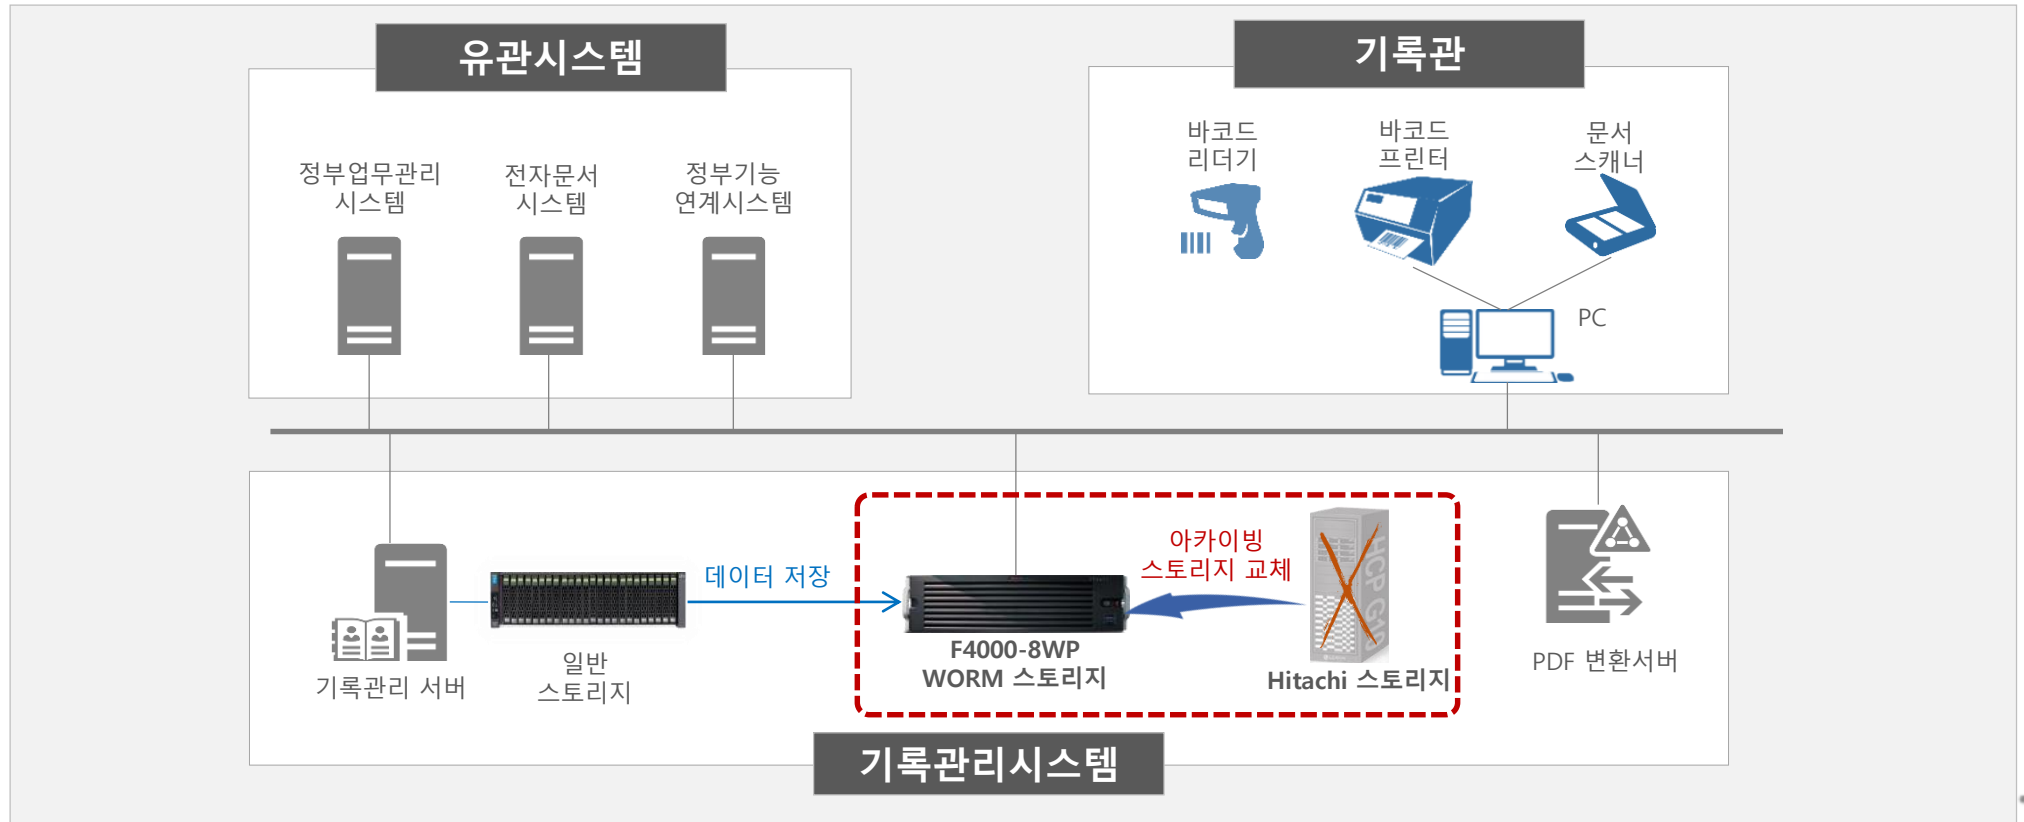 유관시스템
기록관
정부업무관리
시스템
전자문서
시스템
정부기능
연계시스템
바코드
리더기
바코드
프린터
문서
스캐너
PC
데이터 저장
아카이빙
스토리지 교체
기록관리 서버
일반
스토리지
F4000-8WP
WORM 스토리지
Hitachi 스토리지
PDF 변환서버
기록관리시스템